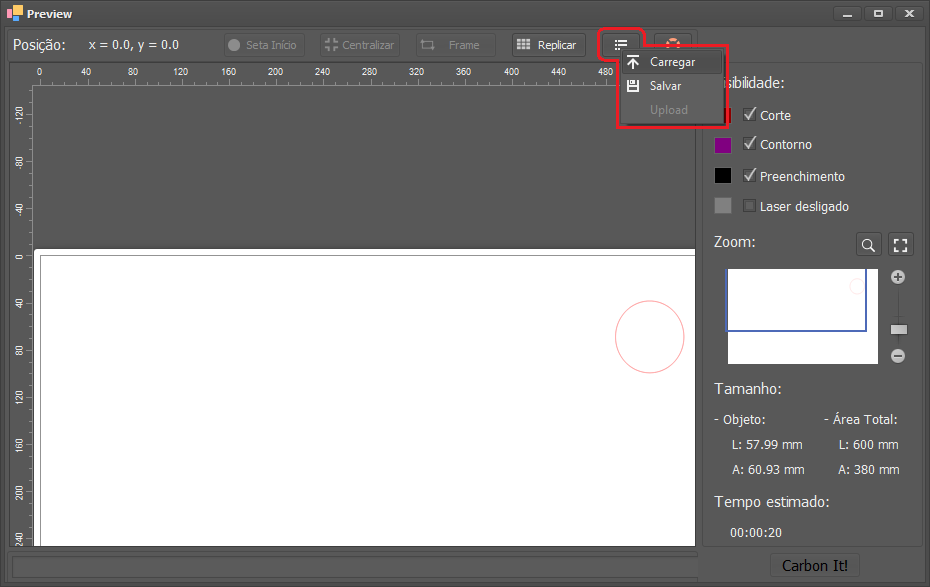 Preview
Posição: x = 0.0, y = 0.0 Seta Início Centralizar Frame Replicar
0 40 80 120 160 200 240 280 320 360 400 440 480
Carregar
Salvar
Upload
-120
-80
-40
0
40
80
120
160
200
240
sibilidade:
Corte
Contorno
Preenchimento
Laser desligado
Zoom:
Tamanho:
- Objeto: - Área Total:
L: 57.99 mm L: 600 mm
A: 60.93 mm A: 380 mm
Tempo estimado:
00:00:20
Carbon It!